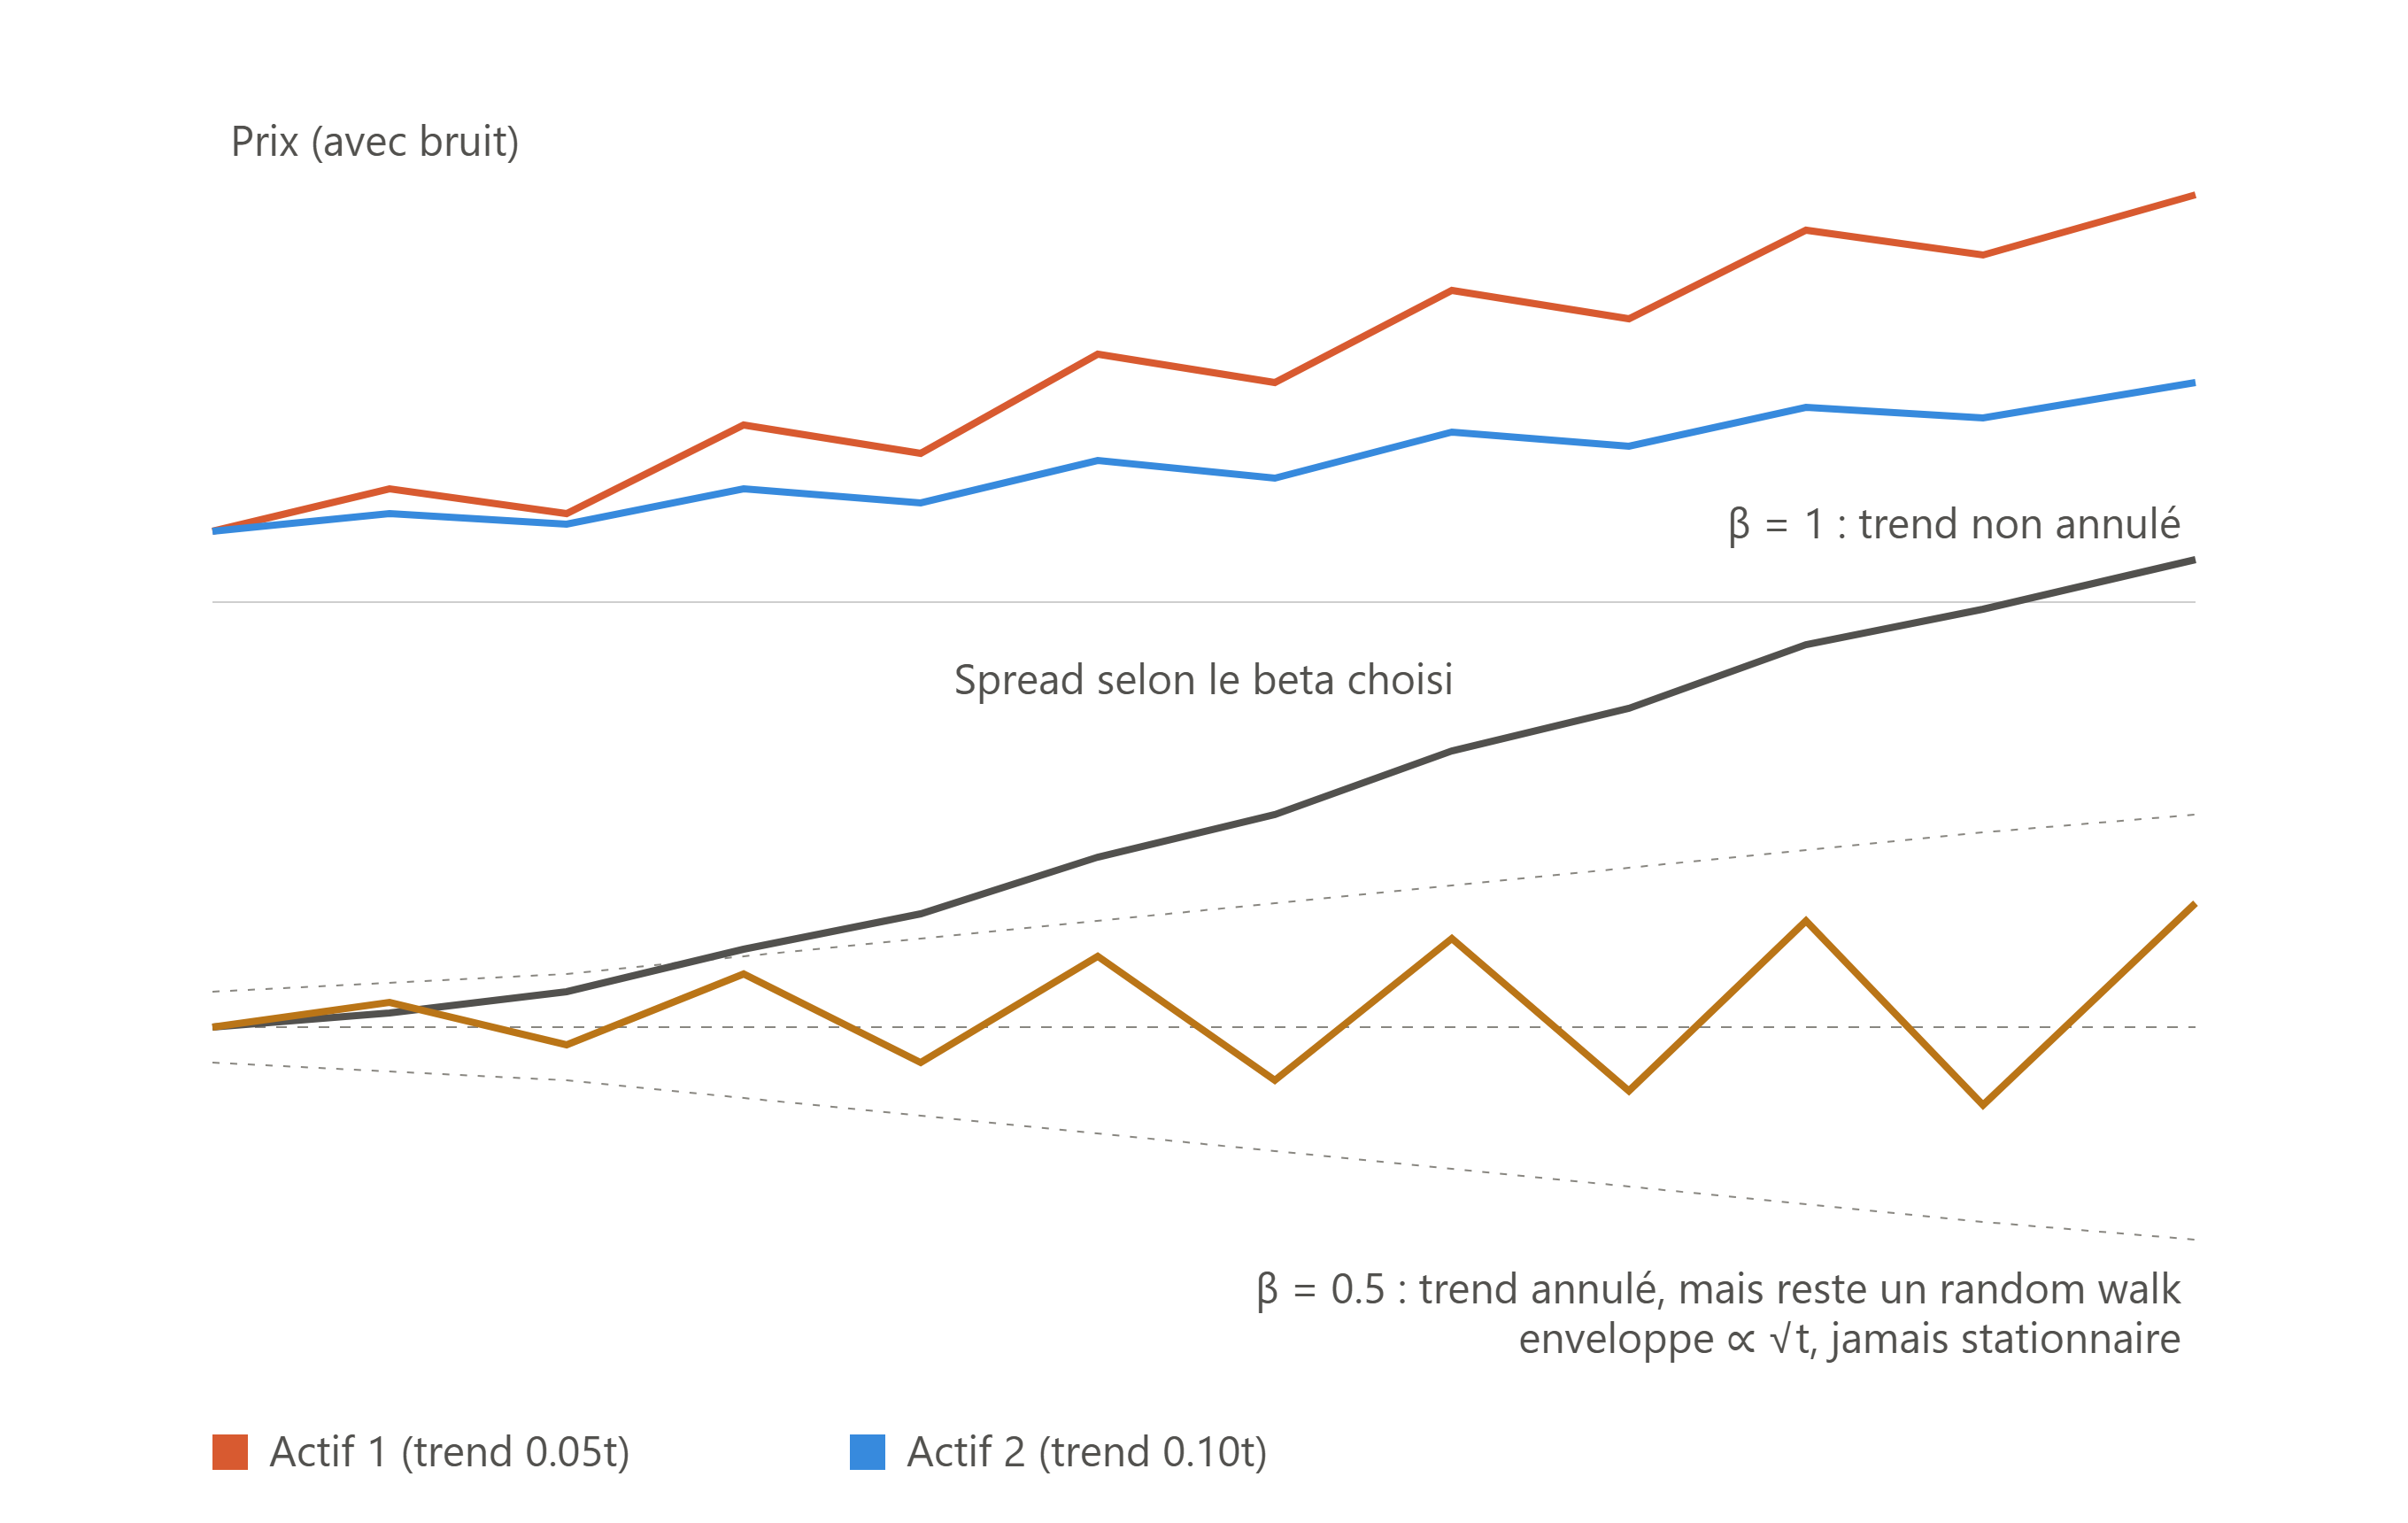 Prix (avec bruit)
β = 1 : trend non annulé
Spread selon le beta choisi
β = 0.5 : trend annulé, mais reste un random walk
enveloppe ∝ √t, jamais stationnaire
Actif 1 (trend 0.05t)
Actif 2 (trend 0.10t)